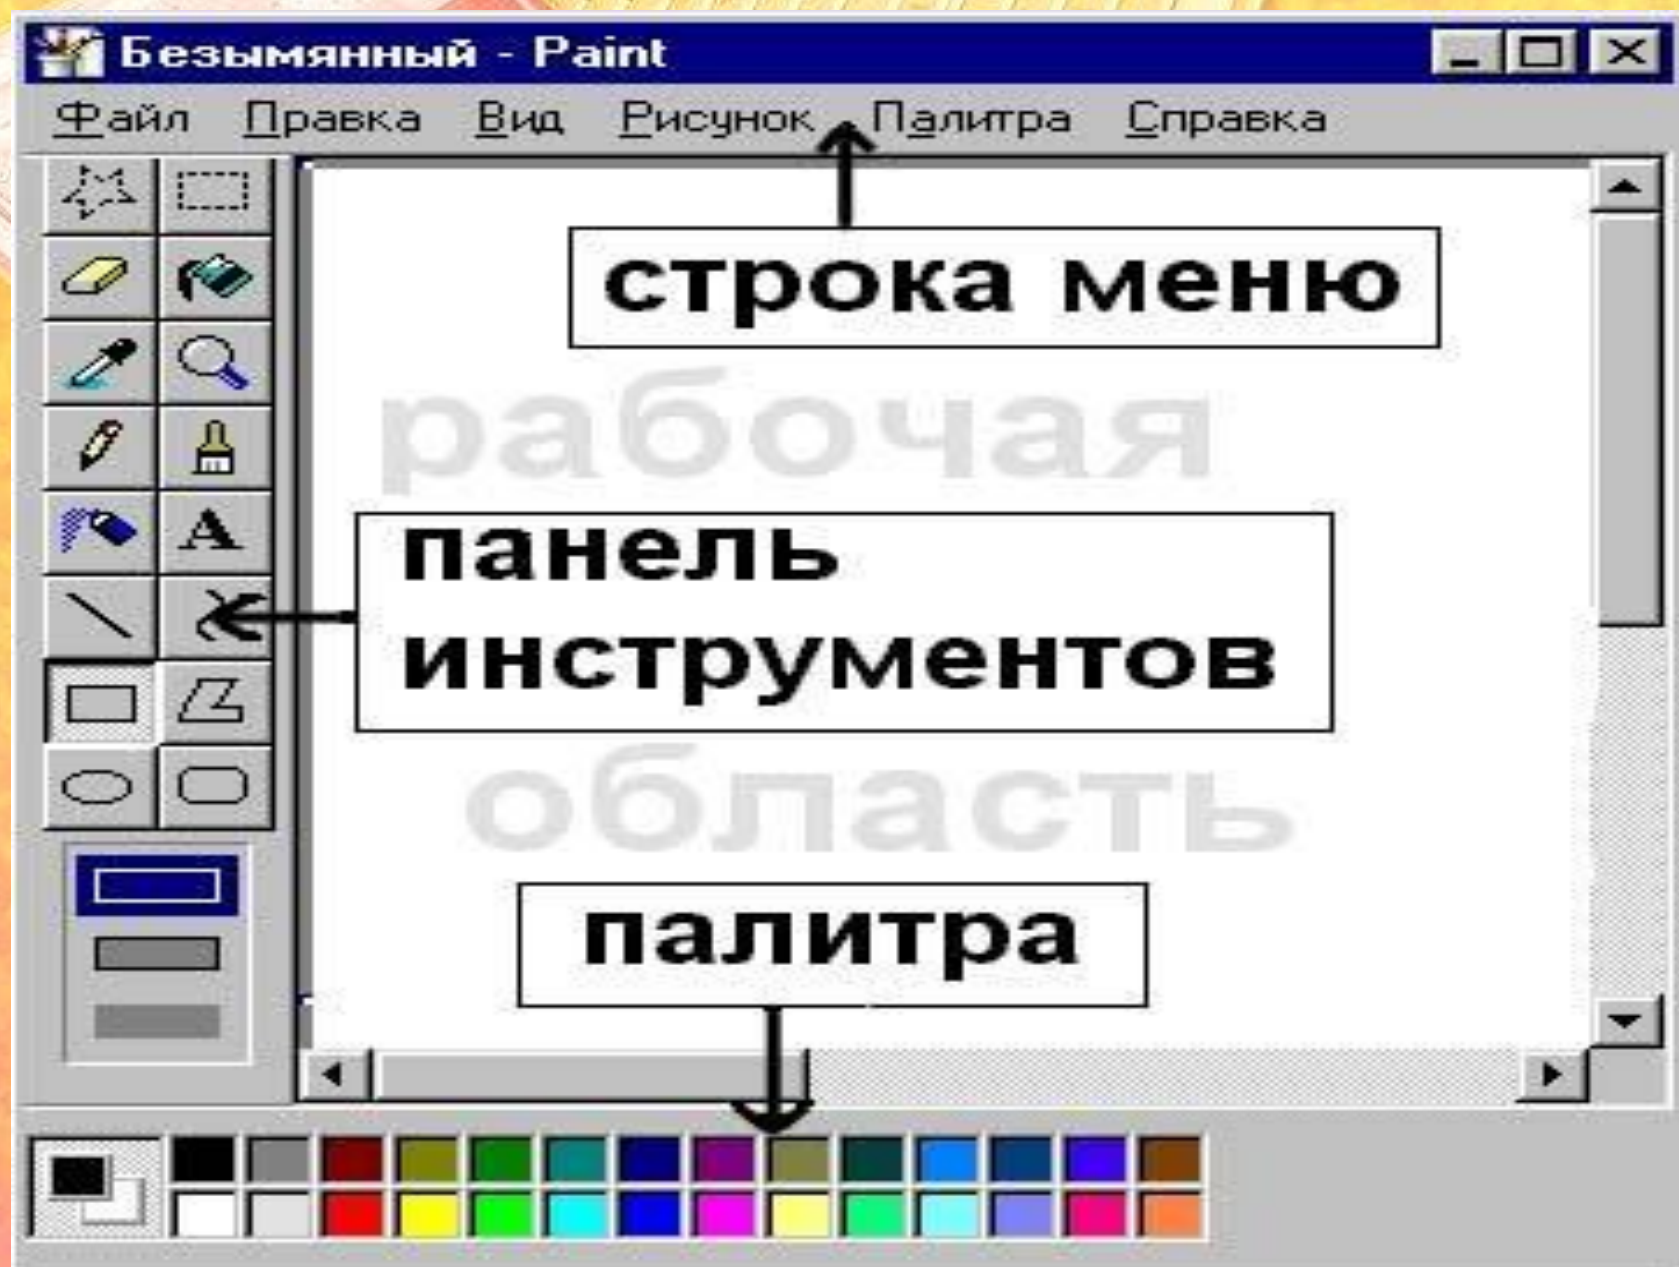 Безымянный - Paint
Файл Правка Вид Рисунок Палитра Справка
строка меню
рабочая
A
панель
инструментов
область
палитра